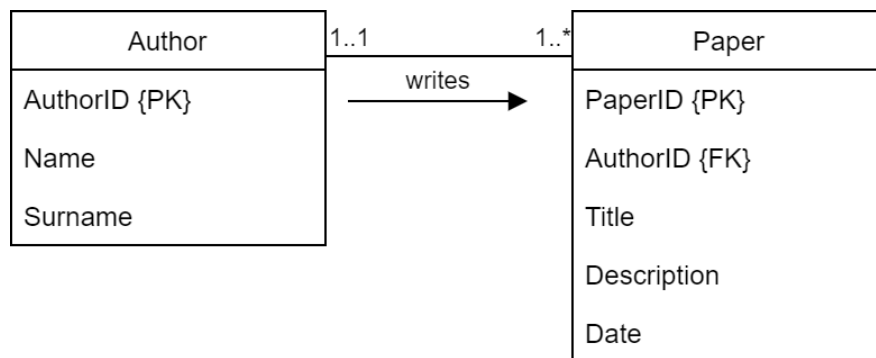 Author
1..1
1..*
Paper
writes
AuthorID {PK}
Name
Surname
PaperID {PK}
AuthorID {FK}
Title
Description
Date